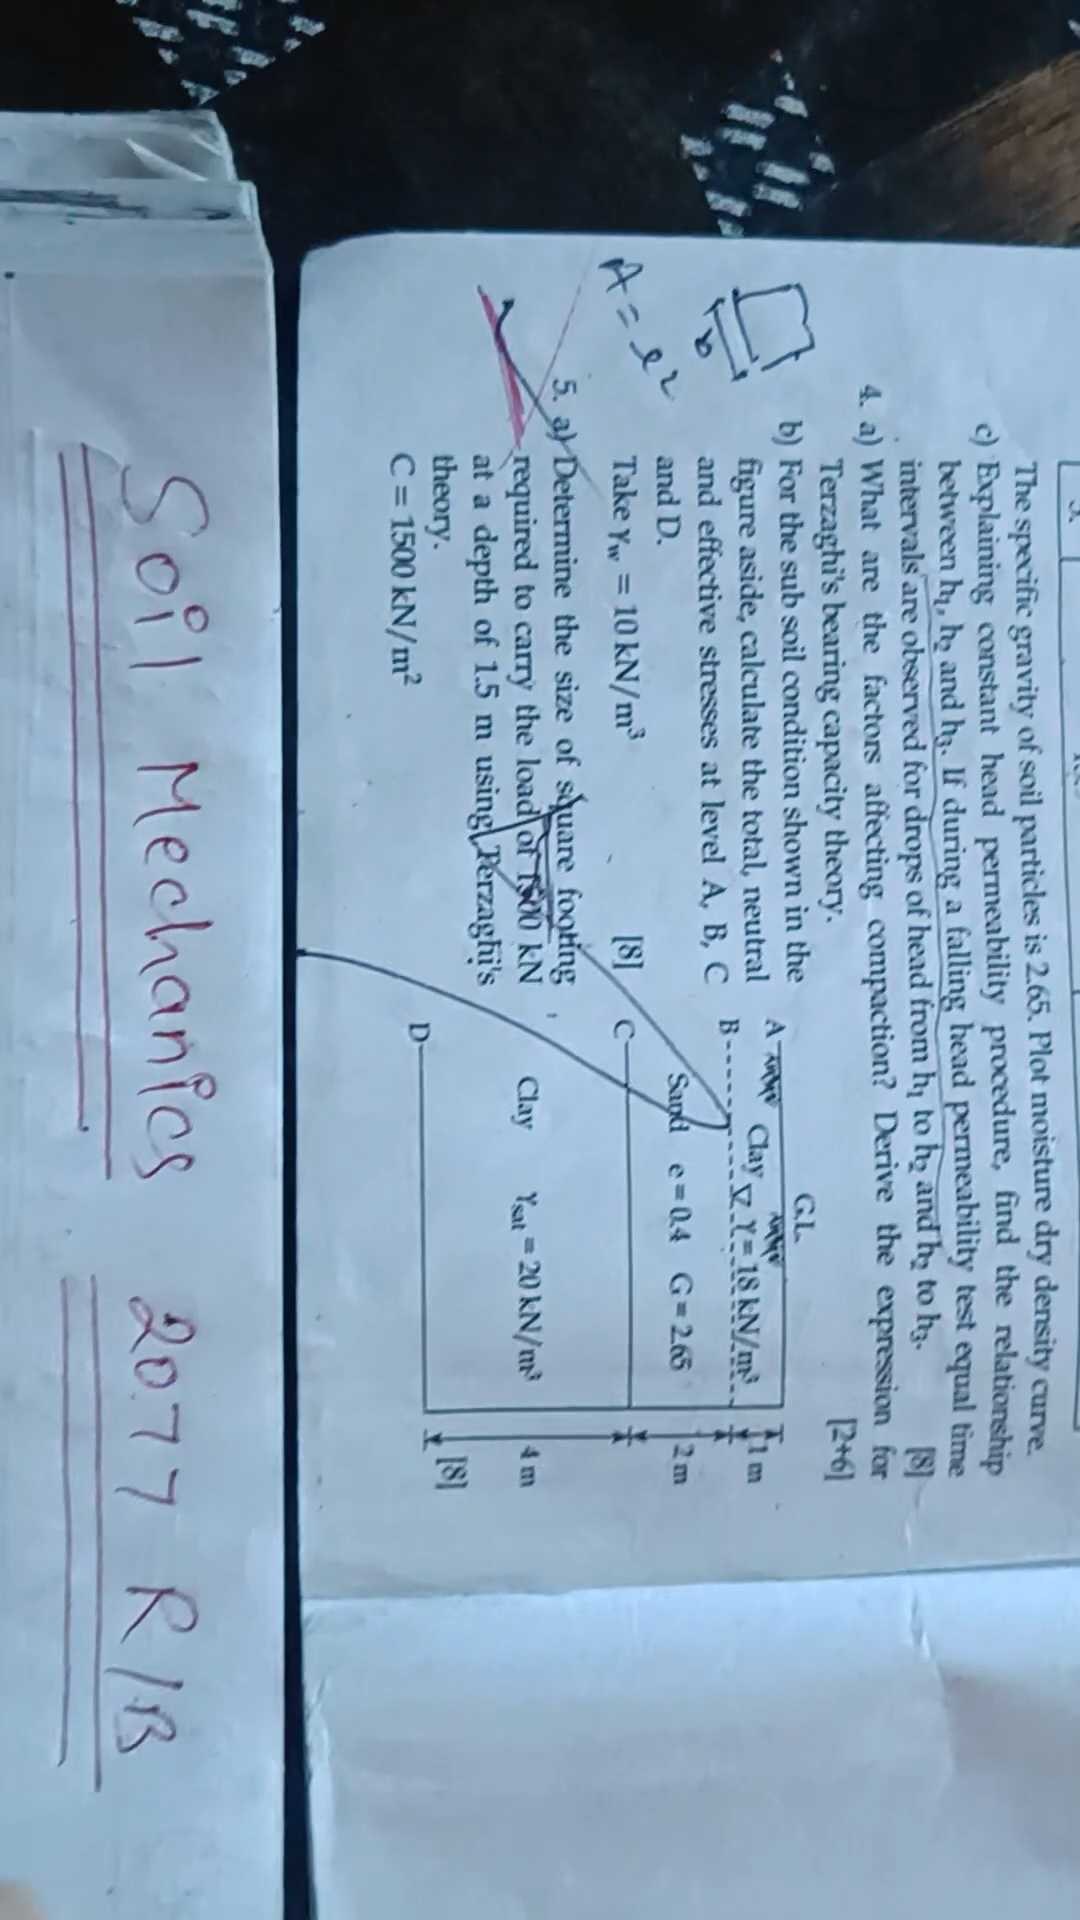 The specific gravity of soil particles is 2.65. Plot moisture dry density curve.
c) Explaining constant head permeability procedure, find the relationship
between h₁, h₂ and h₃. If during a falling head permeability test equal time
intervals are observed for drops of head from h₁ to h₂ and h₂ to h₃. [8]
4. a) What are the factors affecting compaction? Derive the expression for
Terzaghi's bearing capacity theory. [2+6]
b) For the sub soil condition shown in the
figure aside, calculate the total, neutral
and effective stresses at level A, B, C
and D.
Take γw = 10 kN/m³ [8]
G.L.
A
Clay γ = 18 kN/m³ 1 m
B
Sand e = 0.4 G = 2.65 2 m
C
Clay γsat = 20 kN/m³ 4 m
D
[8]
5. a) Determine the size of square footing
required to carry the load of 1500 kN
at a depth of 1.5 m using Terzaghi's
theory.
C = 1500 kN/m²
A = l²
Soil Mechanics 2077 R/B